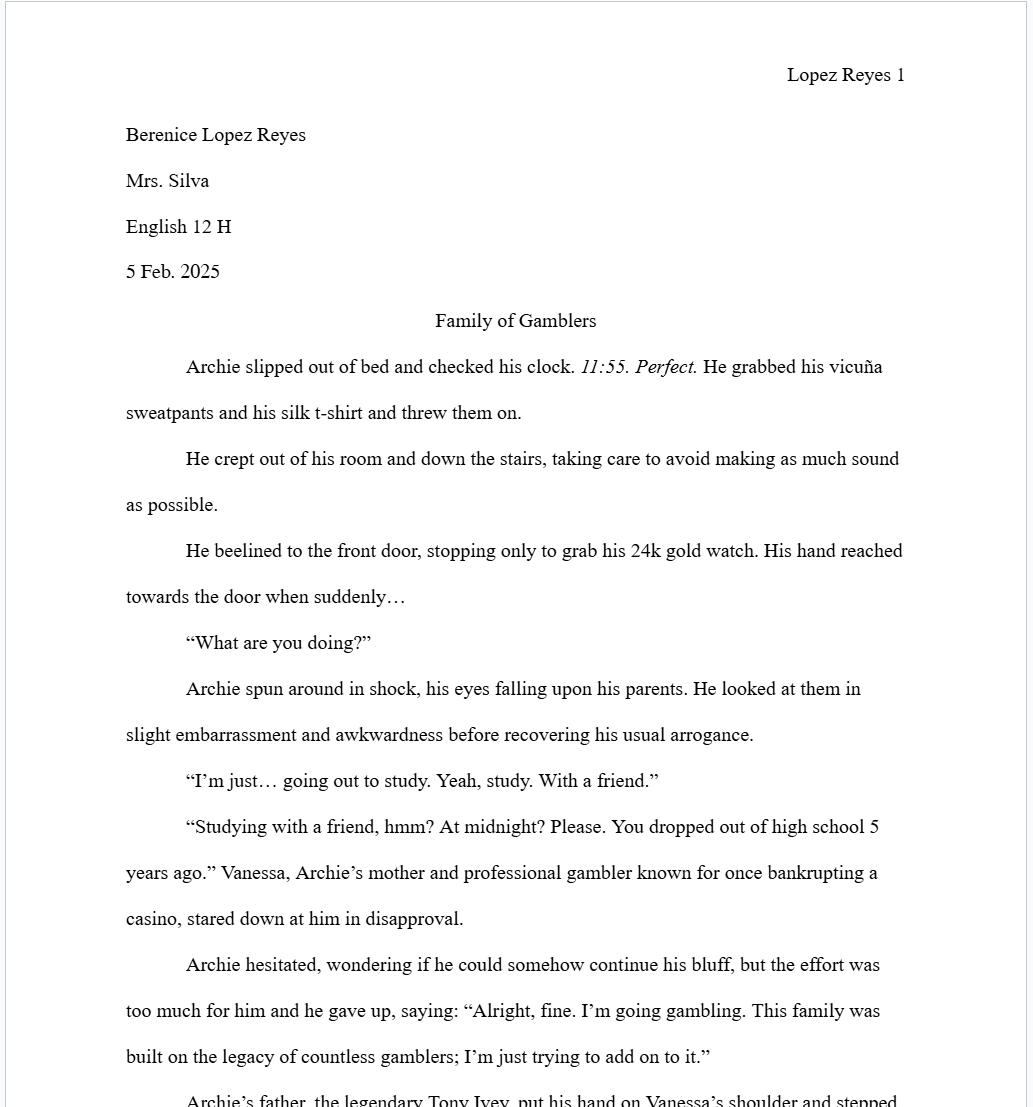 Lopez Reyes 1
Berenice Lopez Reyes
Mrs. Silva
English 12 H
5 Feb. 2025
Family of Gamblers
Archie slipped out of bed and checked his clock. 11:55. Perfect. He grabbed his vicuña
sweatpants and his silk t-shirt and threw them on.
He crept out of his room and down the stairs, taking care to avoid making as much sound
as possible.
He beelined to the front door, stopping only to grab his 24k gold watch. His hand reached
towards the door when suddenly…
“What are you doing?”
Archie spun around in shock, his eyes falling upon his parents. He looked at them in
slight embarrassment and awkwardness before recovering his usual arrogance.
“I’m just… going out to study. Yeah, study. With a friend.”
“Studying with a friend, hmm? At midnight? Please. You dropped out of high school 5
years ago.” Vanessa, Archie’s mother and professional gambler known for once bankrupting a
casino, stared down at him in disapproval.
Archie hesitated, wondering if he could somehow continue his bluff, but the effort was
too much for him and he gave up, saying: “Alright, fine. I’m going gambling. This family was
built on the legacy of countless gamblers; I’m just trying to add on to it.”
Archie’s father, the legendary Tony Ivey, put his hand on Vanessa’s shoulder and stepped